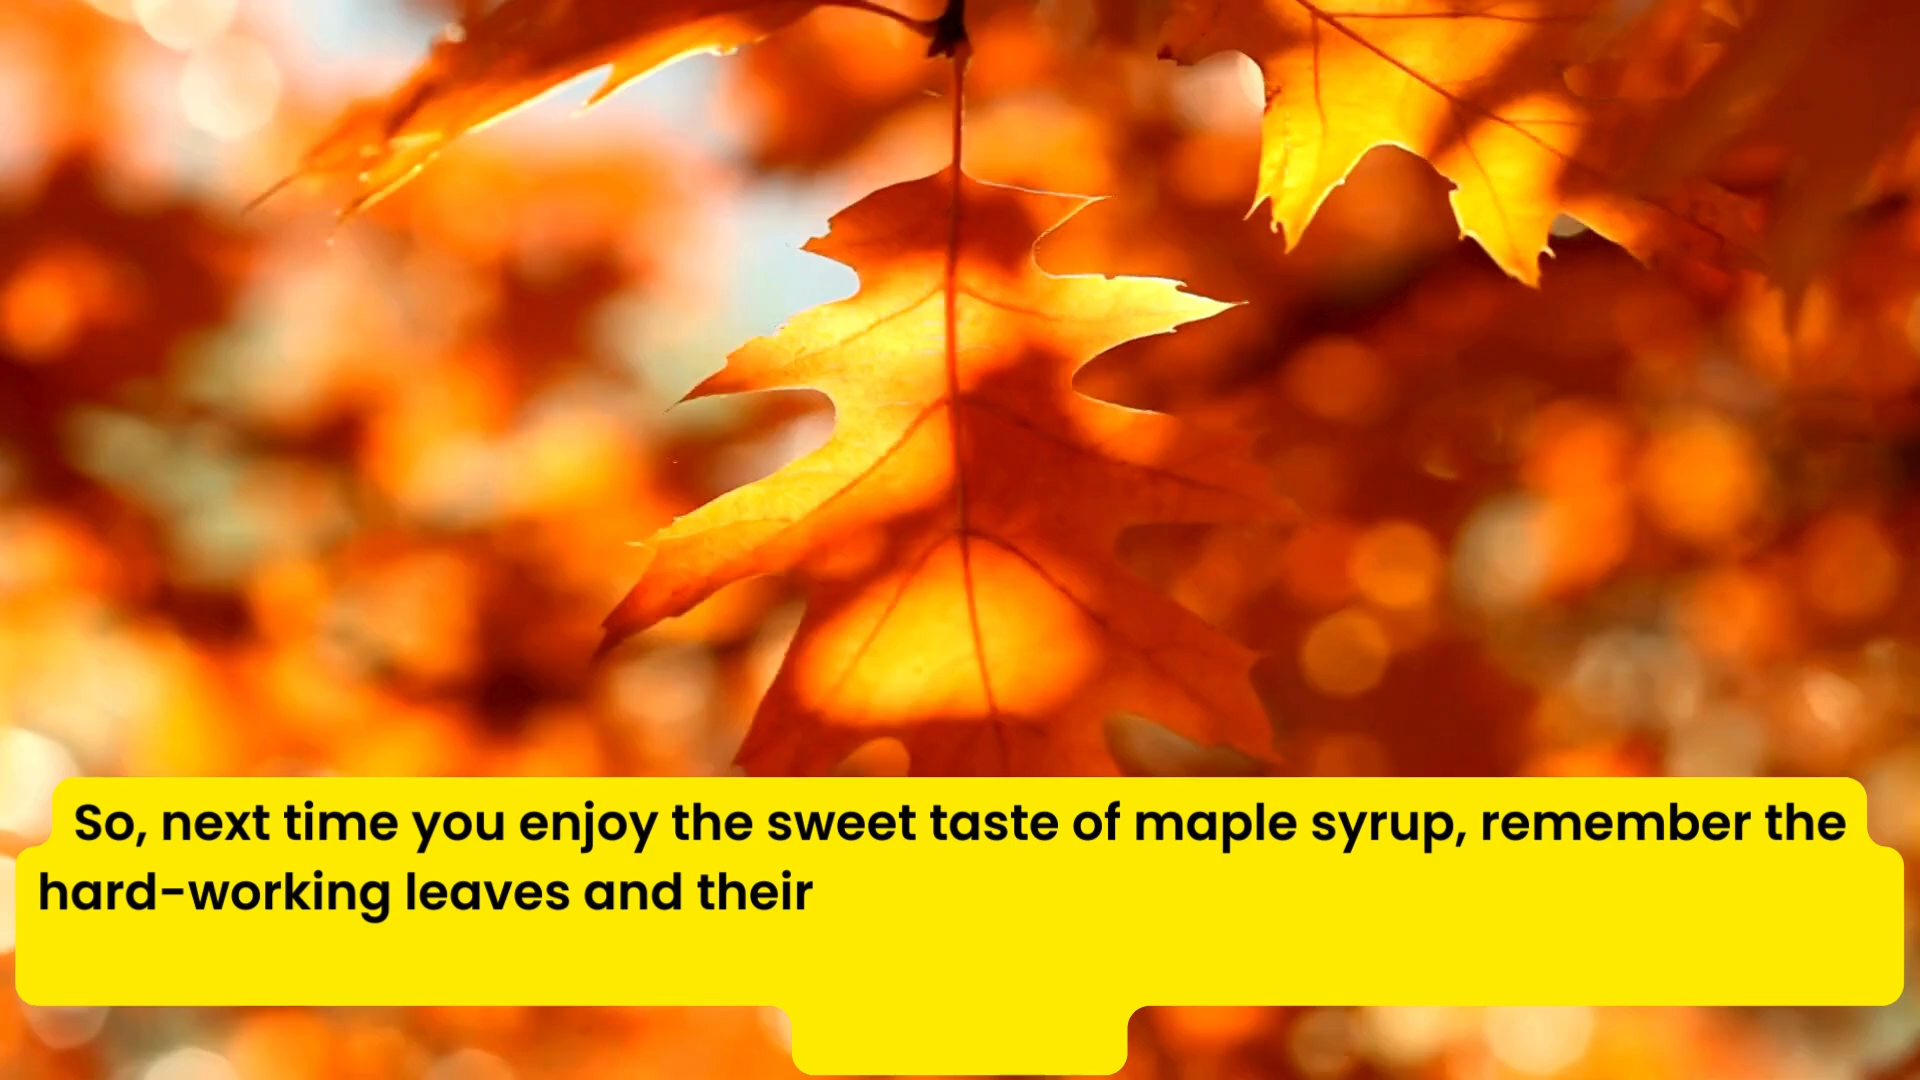 So, next time you enjoy the sweet taste of maple syrup, remember the
hard-working leaves and their